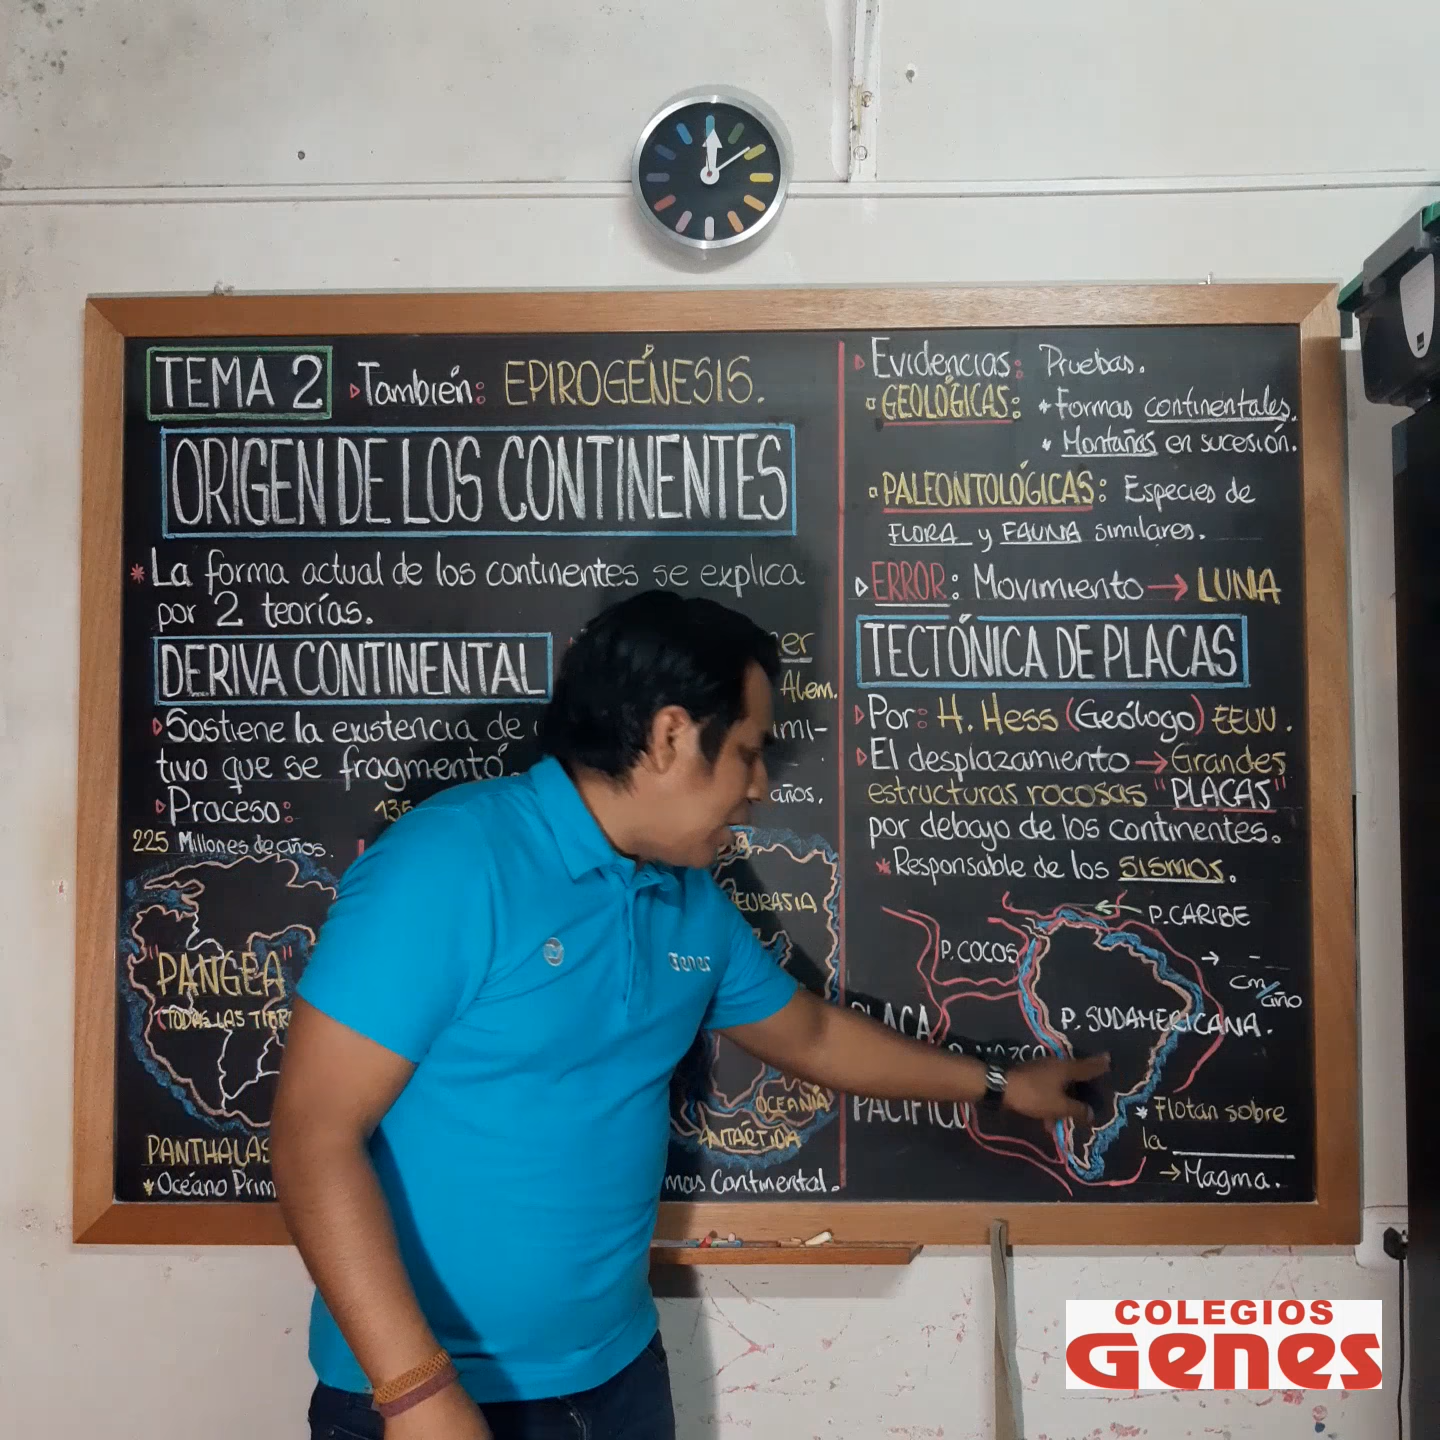 TEMA 2
▹También: EPIROGÉNESIS.
ORIGEN DE LOS CONTINENTES
* La forma actual de los continentes se explica
por 2 teorías.
DERIVA CONTINENTAL
Alem.
▹Sostiene la existencia de
tivo que se fragmentó.
▹Proceso:
135
años.
225 Millones de años.
"PANGEA"
PANTHALAS
* Océano Prim
EURASIA
OCEANÍA
ANTÁRTIDA
Continental.
▹Evidencias: Pruebas.
▫GEOLÓGICAS: * Formas continentales.
* Montañas en sucesión.
▫PALEONTOLÓGICAS: Especies de
FLORA y FAUNA similares.
▹ERROR: Movimiento → LUNA
TECTÓNICA DE PLACAS
▹Por: H. Hess (Geólogo) EEUU.
▹El desplazamiento → Grandes
estructuras rocosas "PLACAS"
por debajo de los continentes.
* Responsable de los SISMOS.
P. CARIBE
P. COCOS
→ - -
cm/año
PLACA
P. SUDAMERICANA.
PACÍFICO
* Flotan sobre
la ________
→ Magma.
Genes
COLEGIOS
Genes